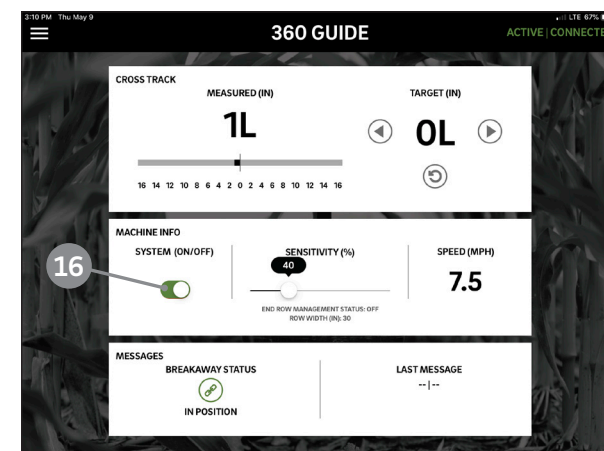 3:10 PM Thu May 9
LTE 67%
360 GUIDE
ACTIVE | CONNECTE
CROSS TRACK
MEASURED (IN)
TARGET (IN)
1L
0L
16 14 12 10 8 6 4 2 0 2 4 6 8 10 12 14 16
MACHINE INFO
SYSTEM (ON/OFF)
SENSITIVITY (%)
SPEED (MPH)
40
16
7.5
END ROW MANAGEMENT STATUS: OFF
ROW WIDTH (IN): 30
MESSAGES
BREAKAWAY STATUS
LAST MESSAGE
--|--
IN POSITION